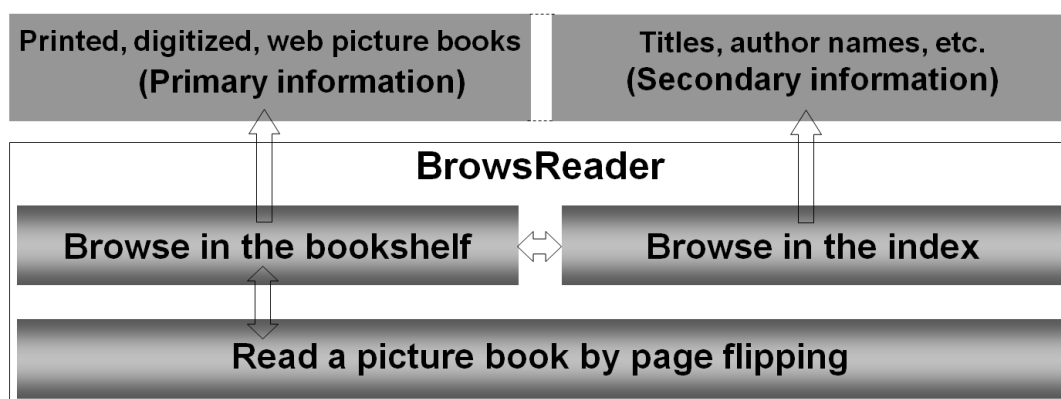 Printed, digitized, web picture books
(Primary information)
Titles, author names, etc.
(Secondary information)
BrowsReader
Browse in the bookshelf
Browse in the index
Read a picture book by page flipping